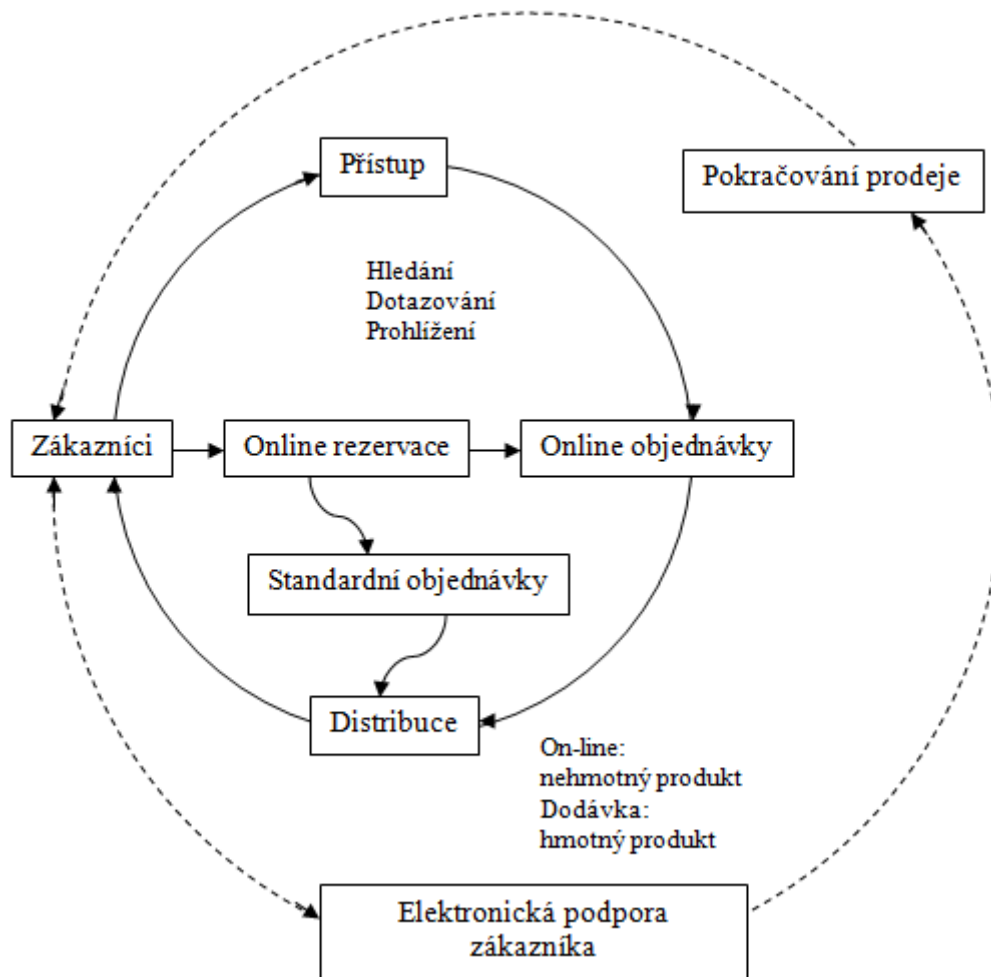 Přístup
Pokračování prodeje
Hledání
Dotazování
Prohlížení
Zákazníci
Online rezervace
Online objednávky
Standardní objednávky
Distribuce
On-line:
nehmotný produkt
Dodávka:
hmotný produkt
Elektronická podpora
zákazníka